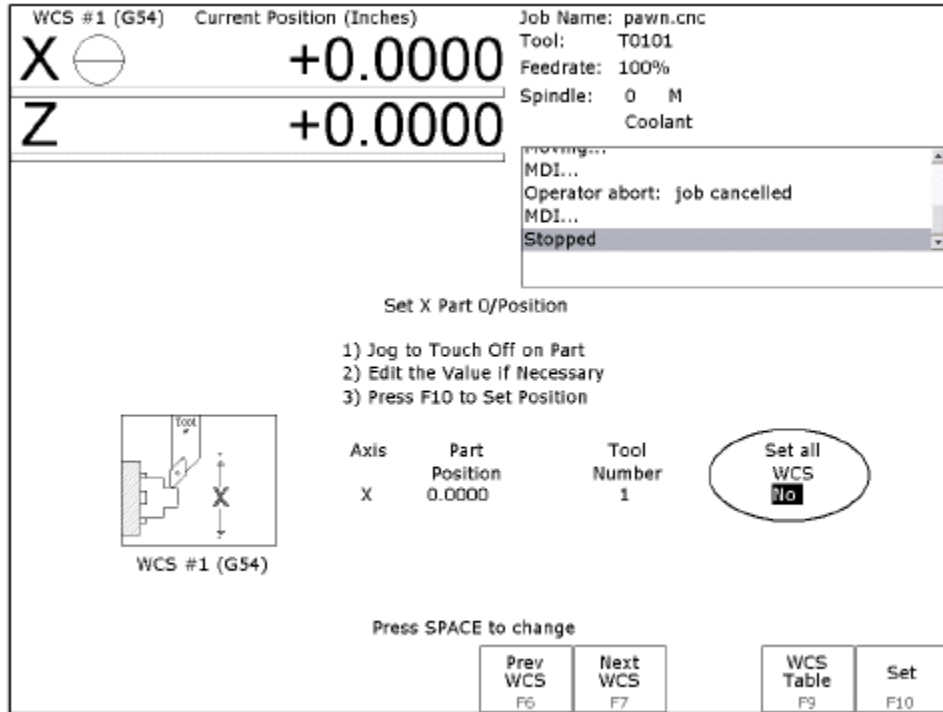 WCS #1 (G54) Current Position (Inches)
X +0.0000
Z +0.0000
Job Name: pawn.cnc
Tool: T0101
Feedrate: 100%
Spindle: 0 M
Coolant
Moving...
MDI...
Operator abort: job cancelled
MDI...
Stopped
Set X Part 0/Position
1) Jog to Touch Off on Part
2) Edit the Value if Necessary
3) Press F10 to Set Position
Tool
X
WCS #1 (G54)
Axis Part Position Tool Number Set all WCS
X 0.0000 1 No
Press SPACE to change
Prev WCS F6
Next WCS F7
WCS Table F9
Set F10